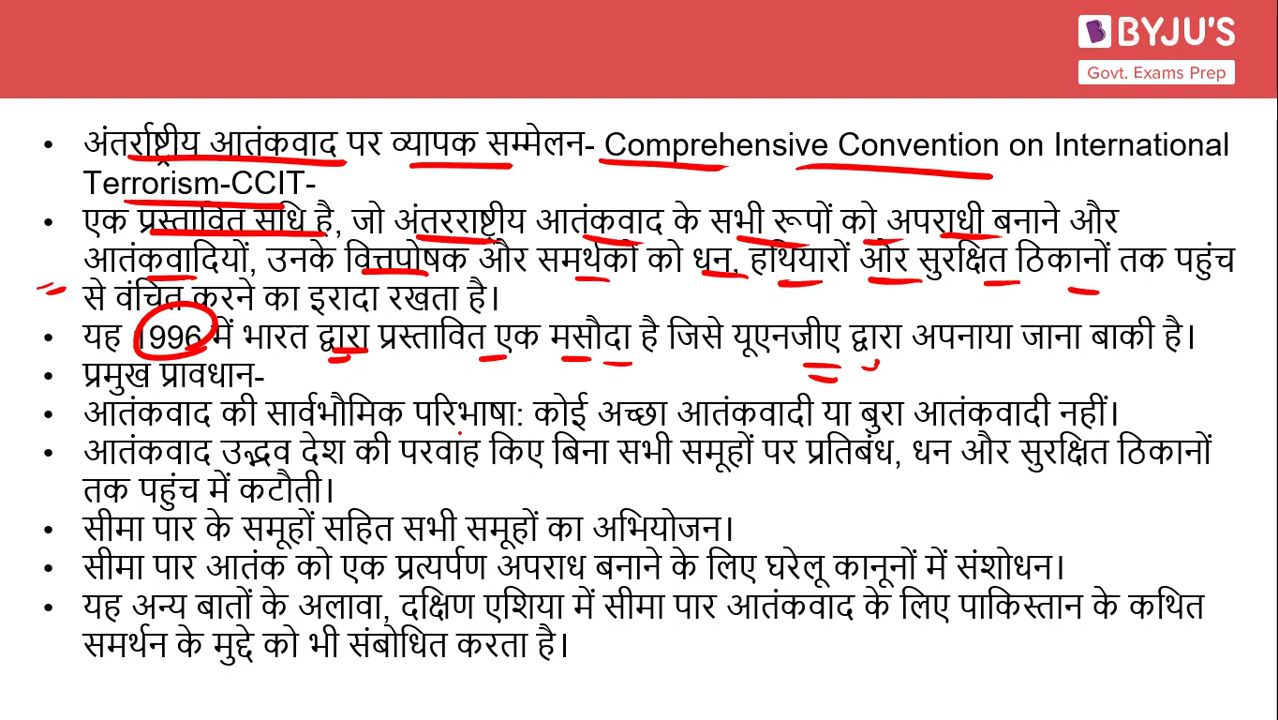 BYJU'S
Govt. Exams Prep
• अंतर्राष्ट्रीय आतंकवाद पर व्यापक सम्मेलन- Comprehensive Convention on International
Terrorism-CCIT-
• एक प्रस्तावित संधि है, जो अंतरराष्ट्रीय आतंकवाद के सभी रूपों को अपराधी बनाने और
आतंकवादियों, उनके वित्तपोषक और समर्थकों को धन, हथियारों और सुरक्षित ठिकानों तक पहुंच
से वंचित करने का इरादा रखता है।
• यह 1996 में भारत द्वारा प्रस्तावित एक मसौदा है जिसे यूएनजीए द्वारा अपनाया जाना बाकी है।
• प्रमुख प्रावधान-
• आतंकवाद की सार्वभौमिक परिभाषा: कोई अच्छा आतंकवादी या बुरा आतंकवादी नहीं।
• आतंकवाद उद्भव देश की परवाह किए बिना सभी समूहों पर प्रतिबंध, धन और सुरक्षित ठिकानों
तक पहुंच में कटौती।
• सीमा पार के समूहों सहित सभी समूहों का अभियोजन।
• सीमा पार आतंक को एक प्रत्यर्पण अपराध बनाने के लिए घरेलू कानूनों में संशोधन।
• यह अन्य बातों के अलावा, दक्षिण एशिया में सीमा पार आतंकवाद के लिए पाकिस्तान के कथित
समर्थन के मुद्दे को भी संबोधित करता है।